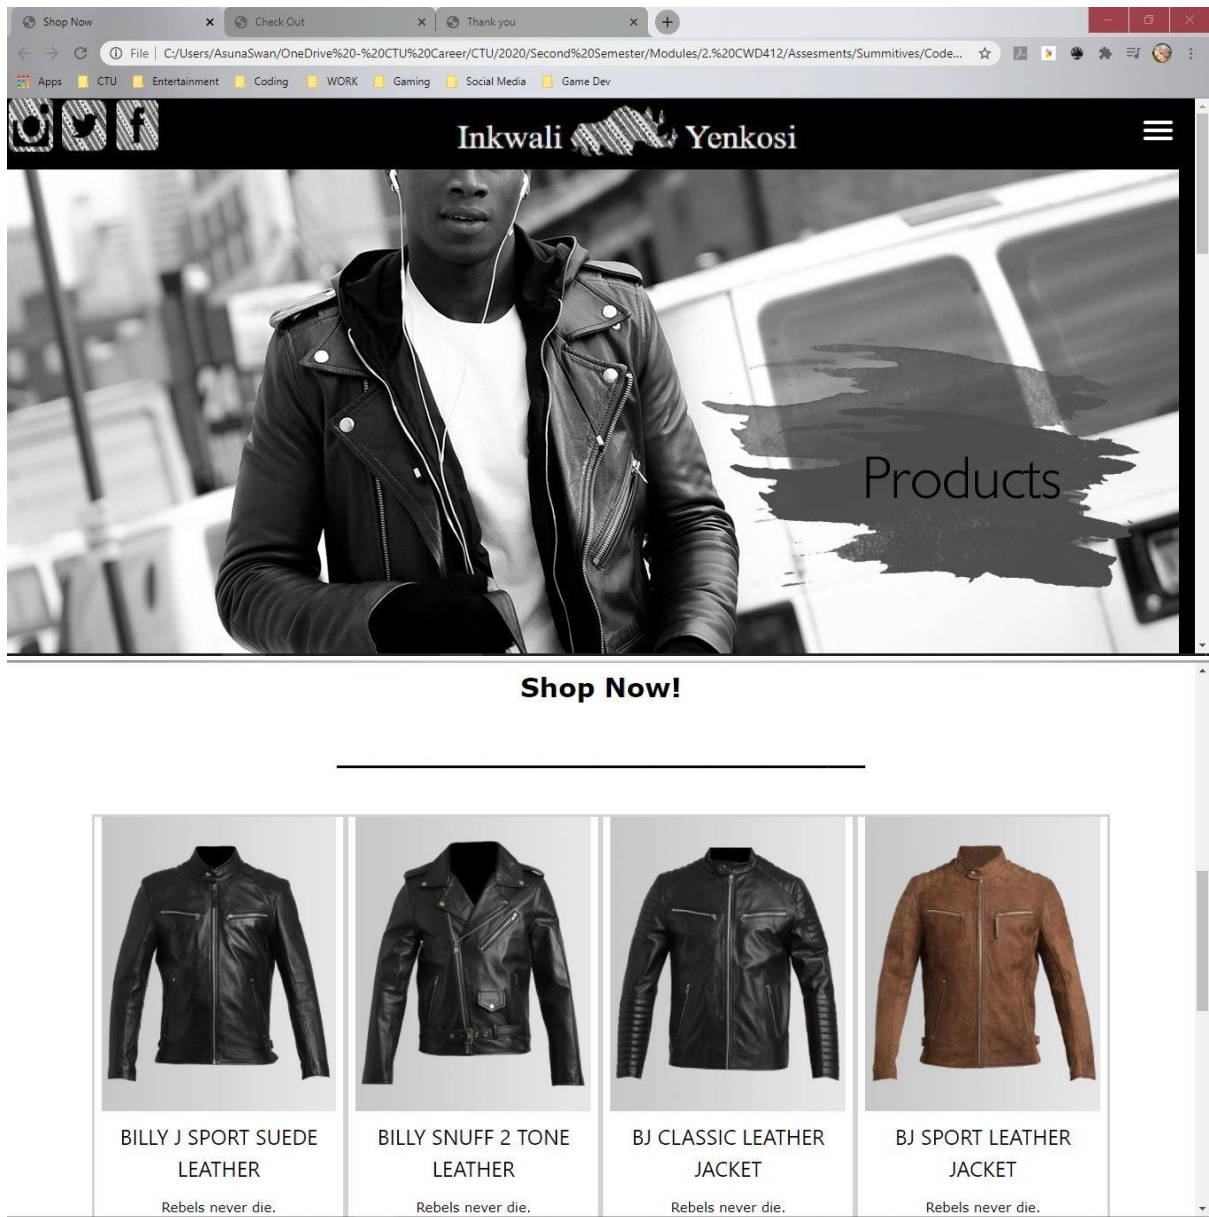 Shop Now
Check Out
Thank you
File | C:/Users/AsunaSwan/OneDrive%20-%20CTU%20Career/CTU/2020/Second%20Semester/Modules/2.%20CWD412/Assesments/Summitives/Code...
Apps CTU Entertainment Coding WORK Gaming Social Media Game Dev
Inkwali Yenkosi
Products
Shop Now!
BILLY J SPORT SUEDE
LEATHER
Rebels never die.
BILLY SNUFF 2 TONE
LEATHER
Rebels never die.
BJ CLASSIC LEATHER
JACKET
Rebels never die.
BJ SPORT LEATHER
JACKET
Rebels never die.